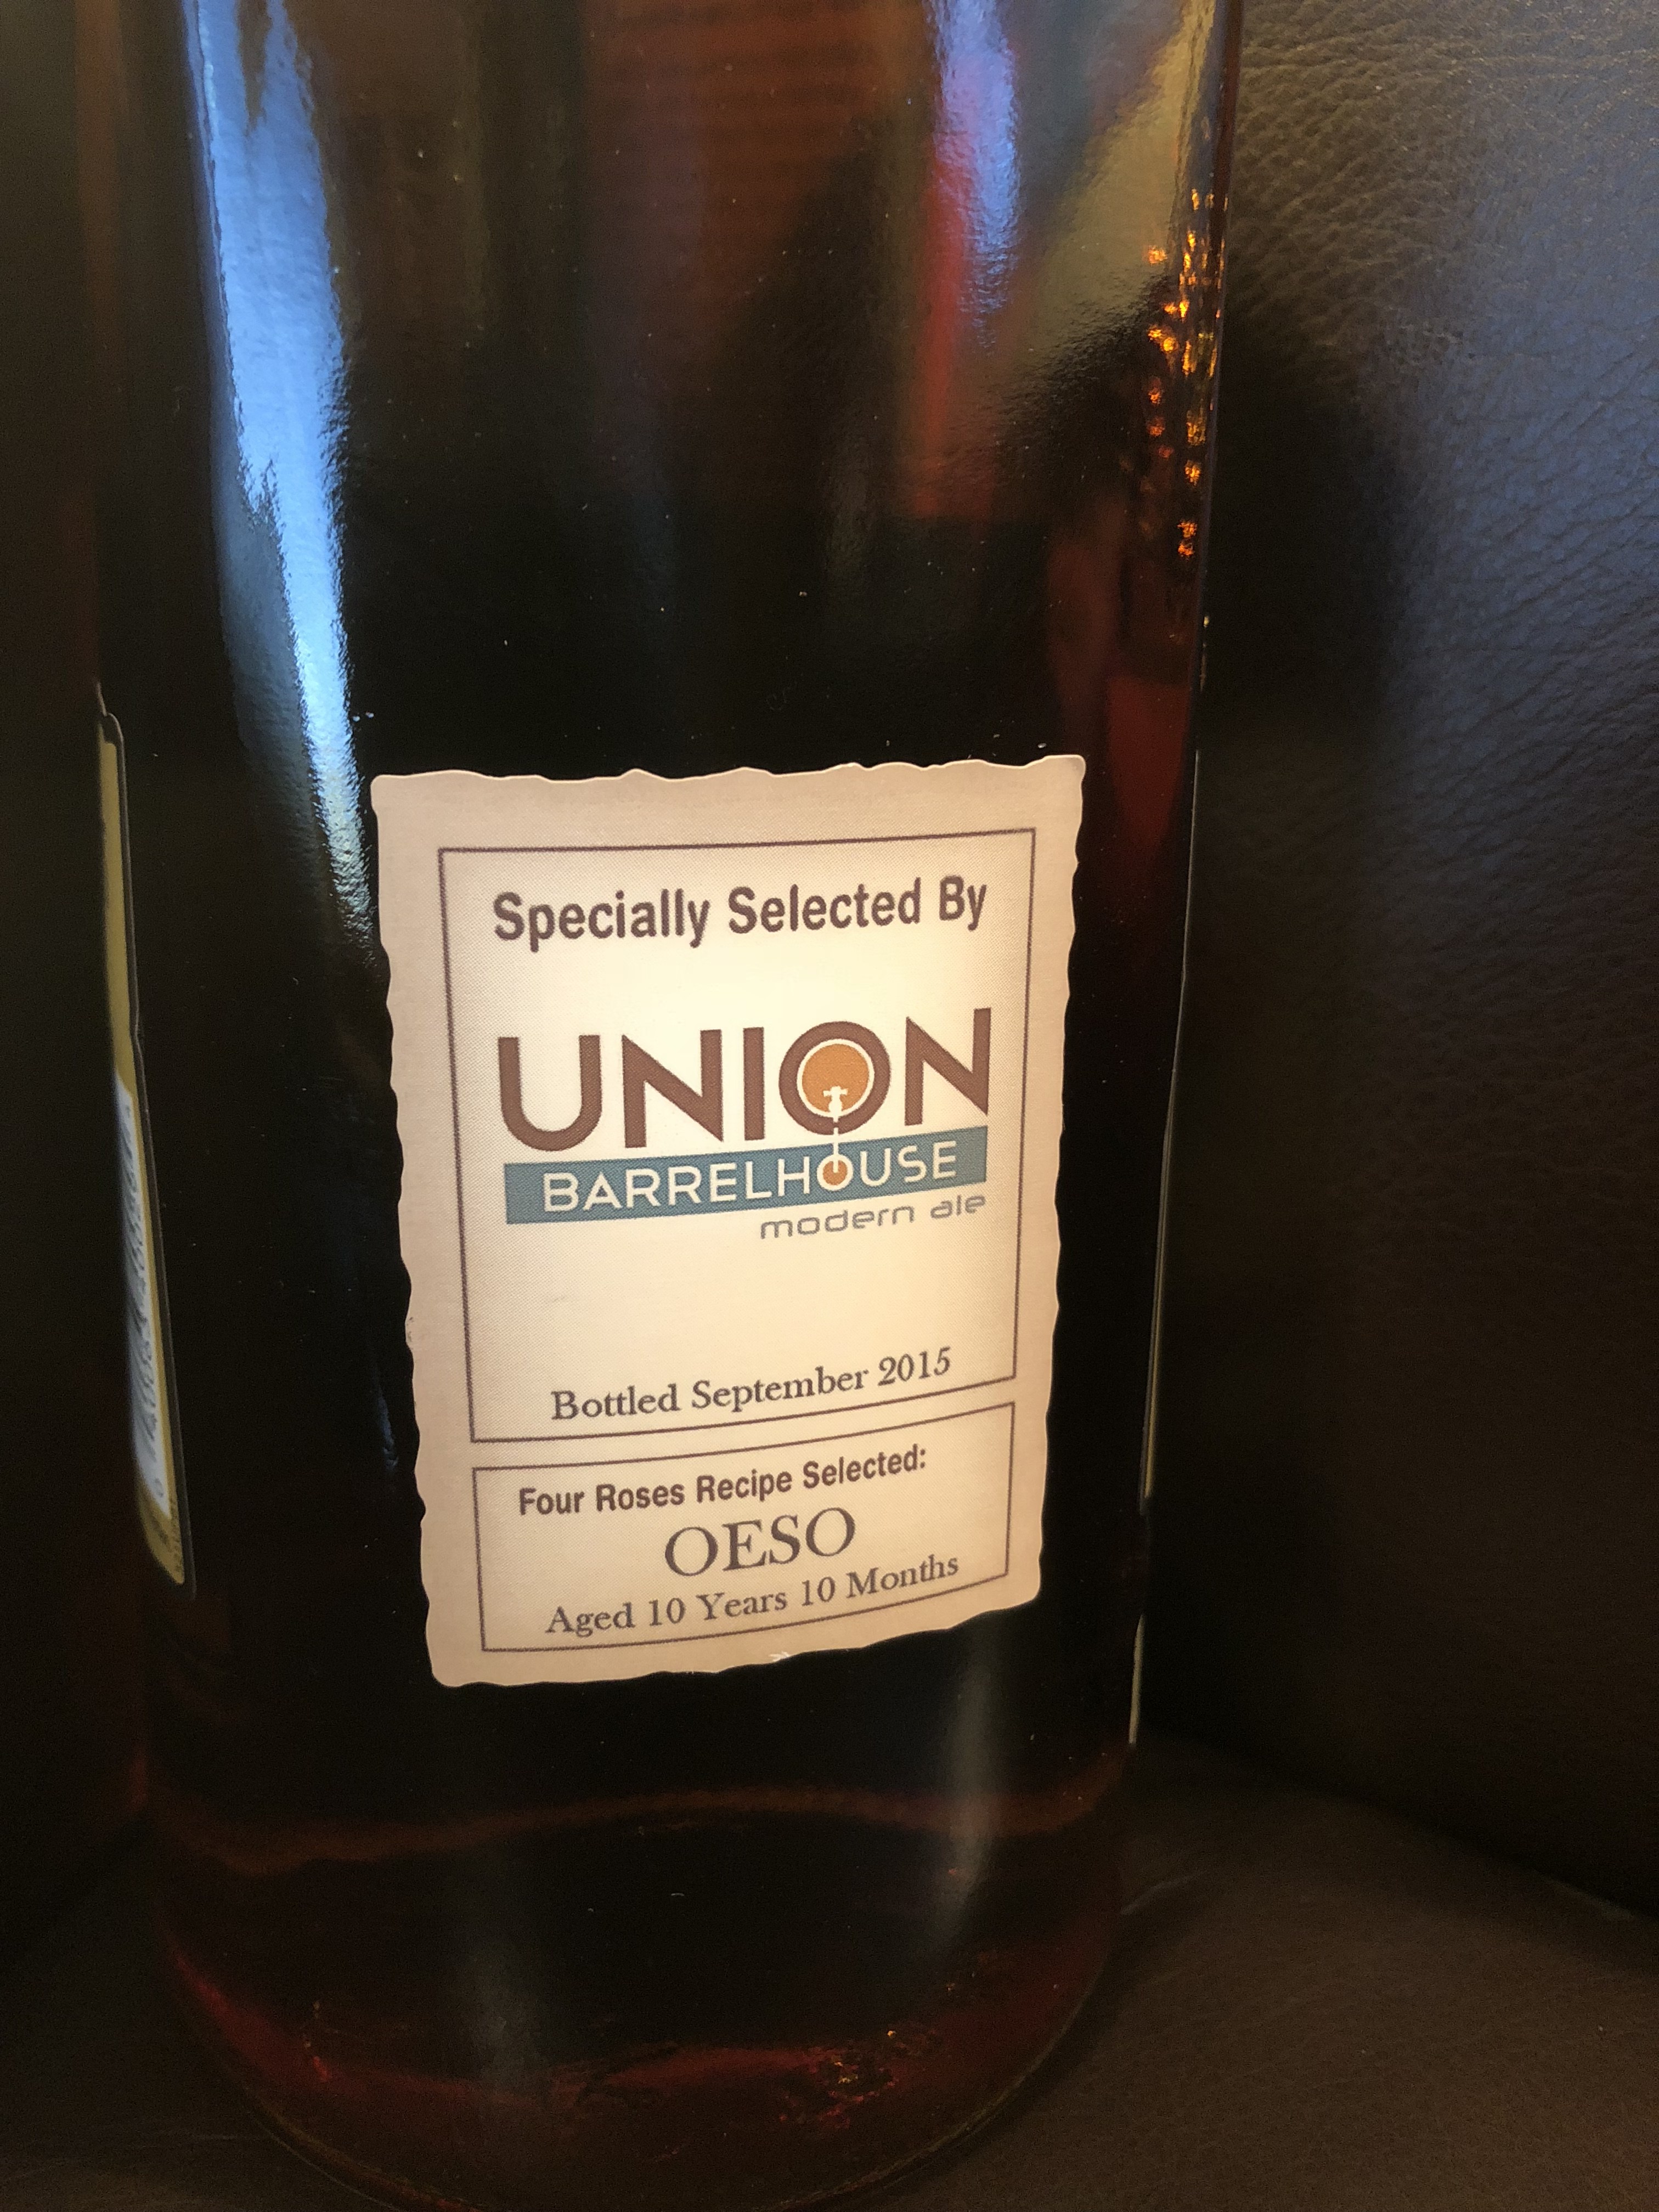 Specially Selected By
UNION
BARRELHOUSE
modern ale
Bottled September 2015
Four Roses Recipe Selected:
OESO
Aged 10 Years 10 Months